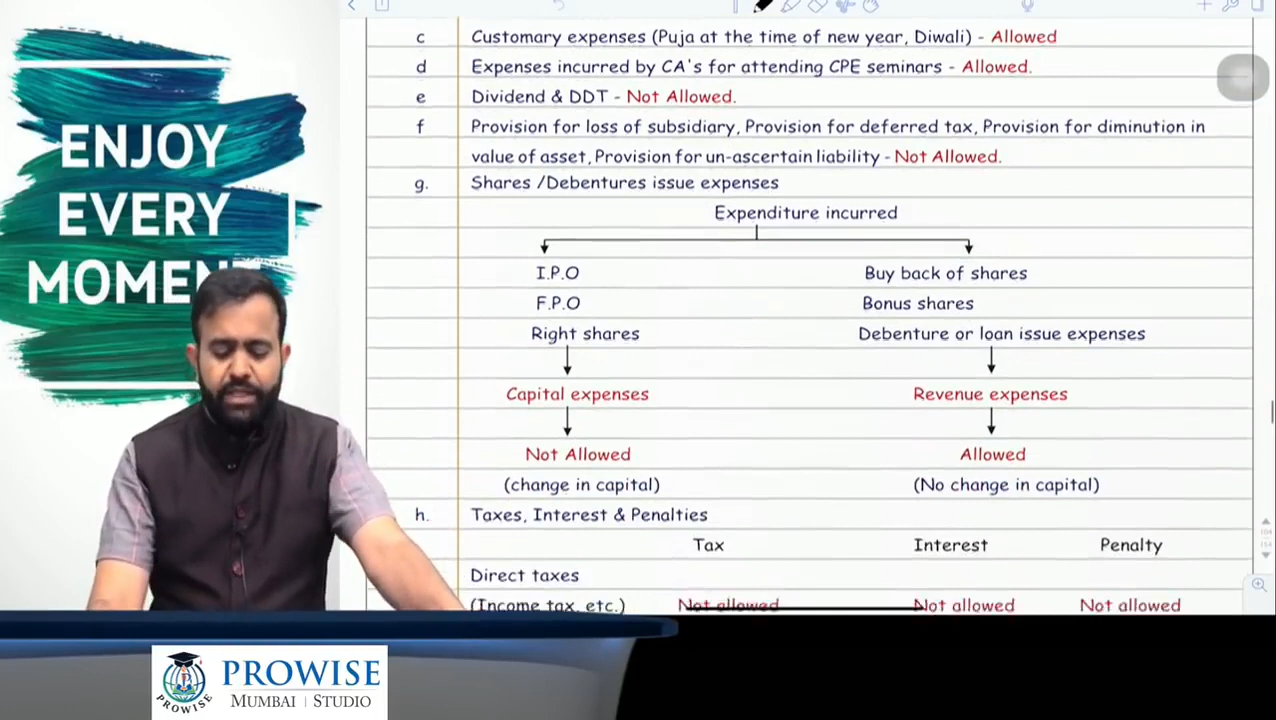 ENJOY
EVERY
MOMENT
c Customary expenses (Puja at the time of new year, Diwali) - Allowed
d Expenses incurred by CA's for attending CPE seminars - Allowed.
e Dividend & DDT - Not Allowed.
f Provision for loss of subsidiary, Provision for deferred tax, Provision for diminution in
value of asset, Provision for un-ascertain liability - Not Allowed.
g. Shares /Debentures issue expenses
Expenditure incurred
I.P.O Buy back of shares
F.P.O Bonus shares
Right shares Debenture or loan issue expenses
Capital expenses Revenue expenses
Not Allowed Allowed
(change in capital) (No change in capital)
h. Taxes, Interest & Penalties
Tax Interest Penalty
Direct taxes
(Income tax, etc.) Not allowed Not allowed Not allowed
PROWISE
PROWISE
MUMBAI | STUDIO